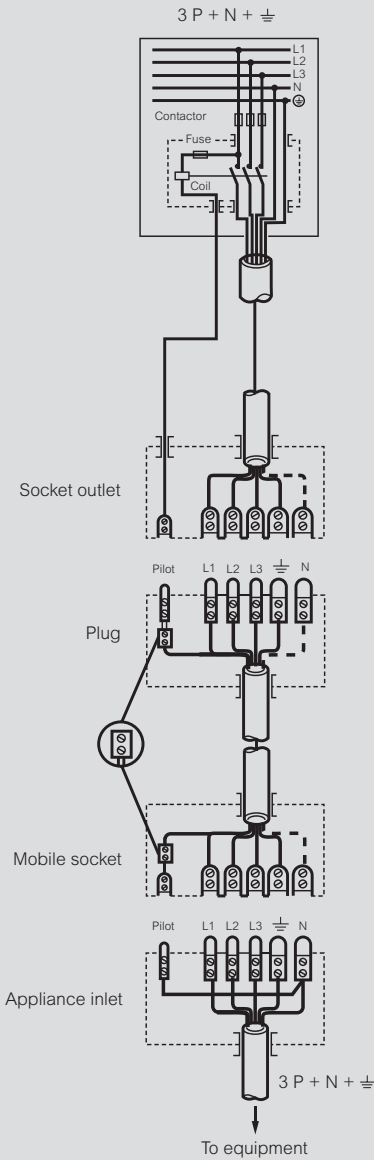 3 P + N + ⏚
L1
L2
L3
N
⏚
Contactor
Fuse
Coil
Socket outlet
Pilot L1 L2 L3 ⏚ N
Plug
Mobile socket
Pilot L1 L2 L3 ⏚ N
Appliance inlet
3 P + N + ⏚
To equipment